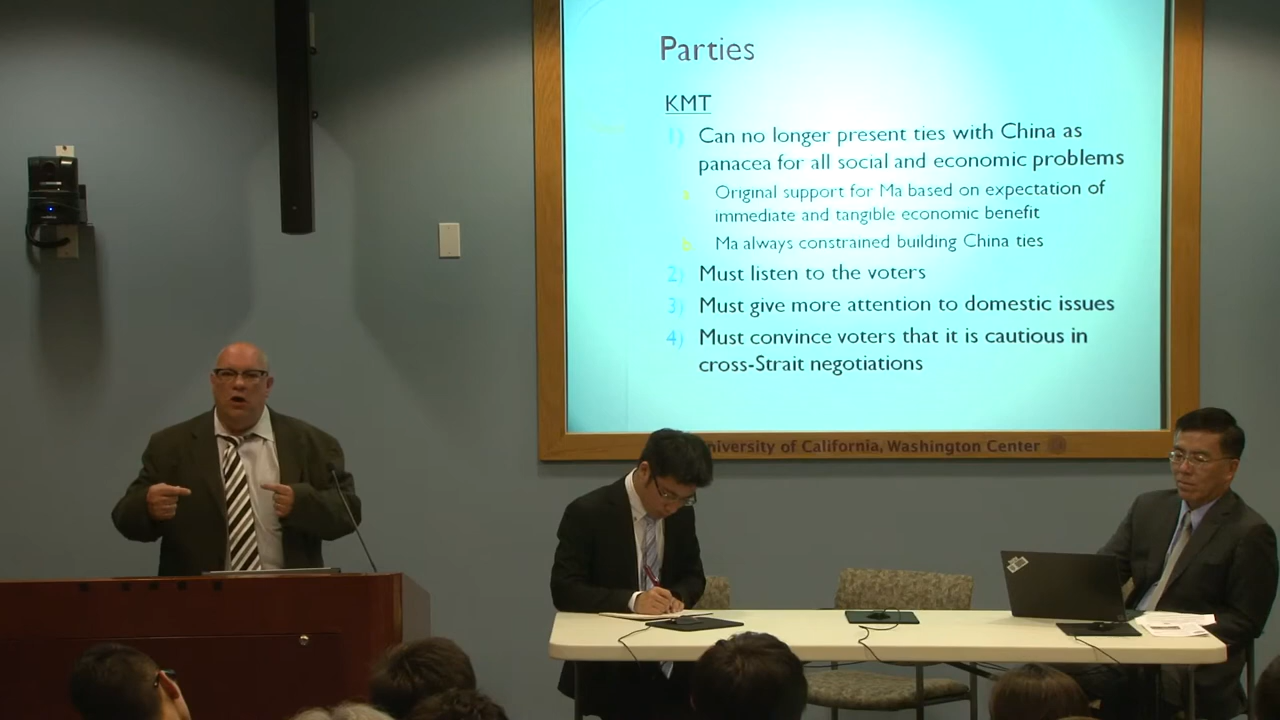 Parties
KMT
1) Can no longer present ties with China as
panacea for all social and economic problems
Original support for Ma based on expectation of
immediate and tangible economic benefit
b. Ma always constrained building China ties
2) Must listen to the voters
3) Must give more attention to domestic issues
4) Must convince voters that it is cautious in
cross-Strait negotiations
University of California, Washington Center